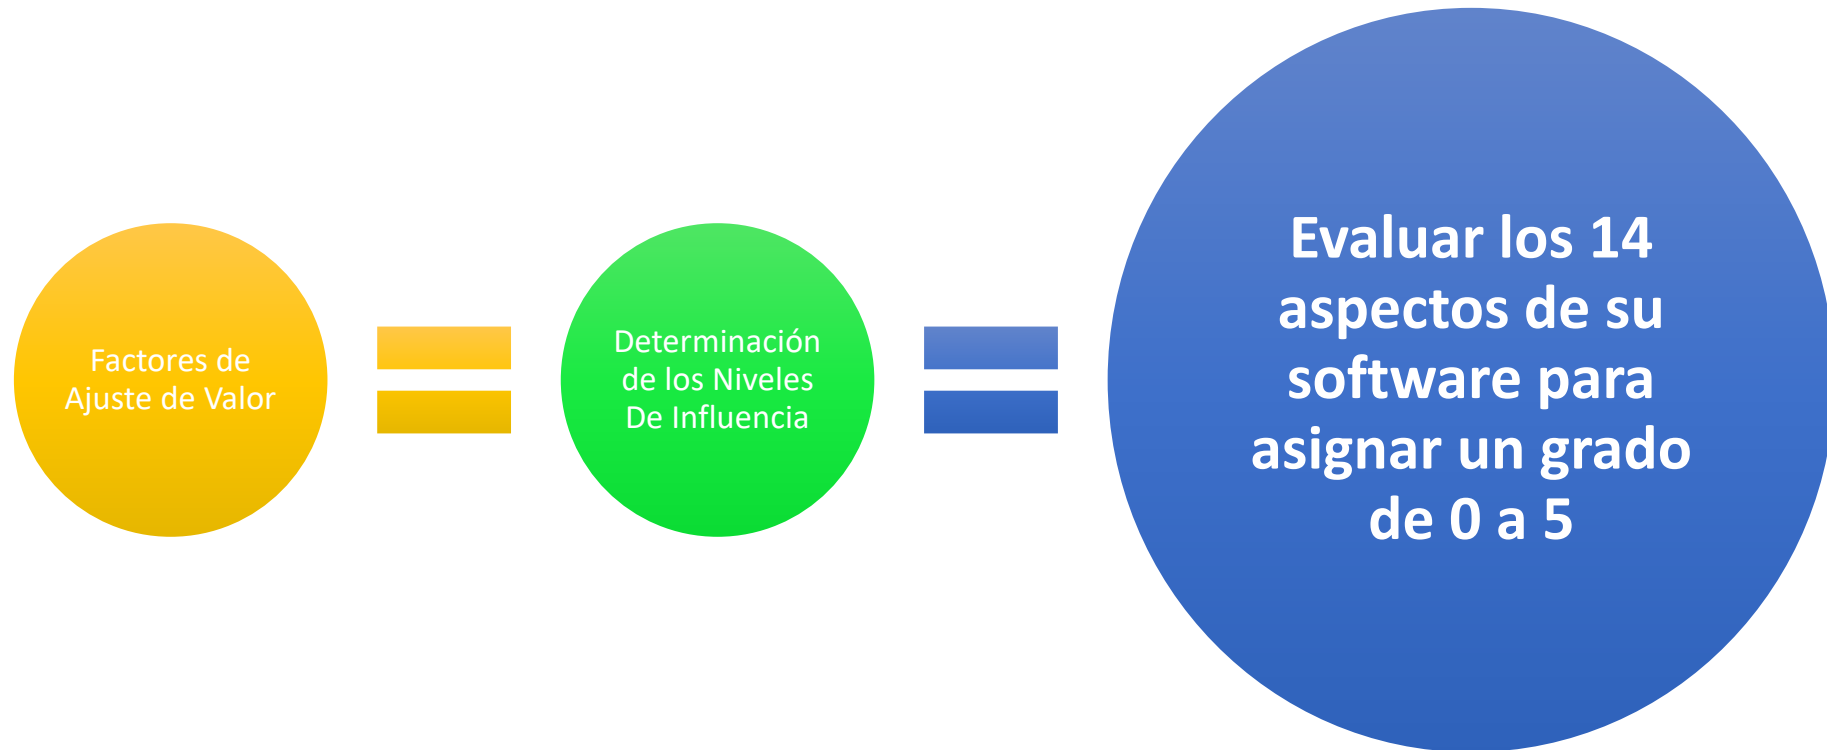 Factores de
Ajuste de Valor
Determinación
de los Niveles
De Influencia
Evaluar los 14
aspectos de su
software para
asignar un grado
de 0 a 5